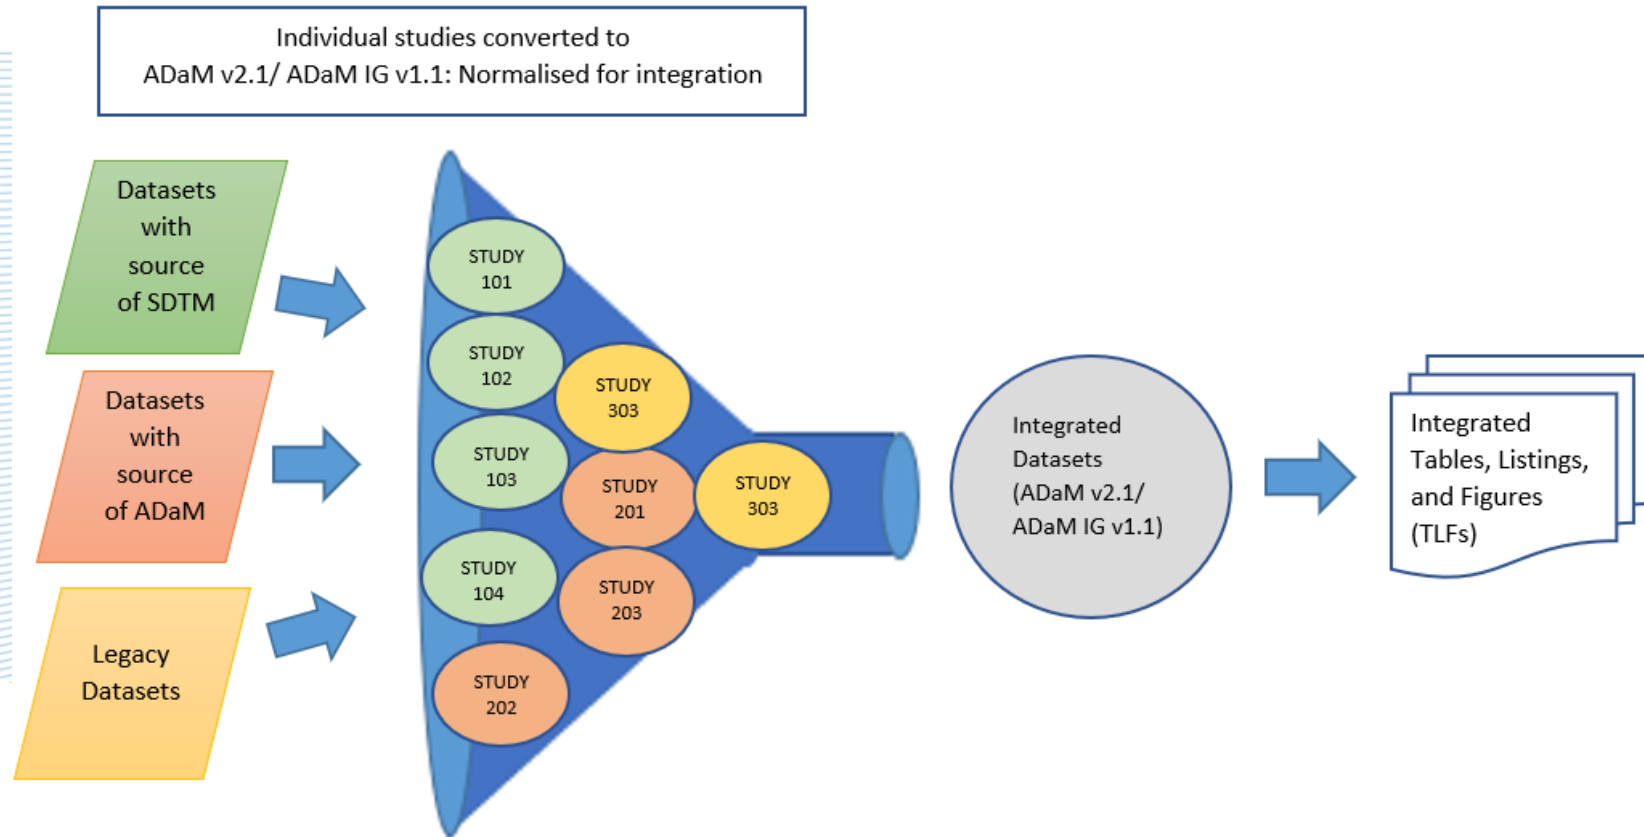 Individual studies converted to
ADaM v2.1/ ADaM IG v1.1: Normalised for integration
Datasets
with
source
of SDTM
Datasets
with
source
of ADaM
Legacy
Datasets
STUDY
101
STUDY
102
STUDY
103
STUDY
104
STUDY
202
STUDY
303
STUDY
201
STUDY
203
STUDY
303
Integrated
Datasets
(ADaM v2.1/
ADaM IG v1.1)
Integrated
Tables, Listings,
and Figures
(TLFs)